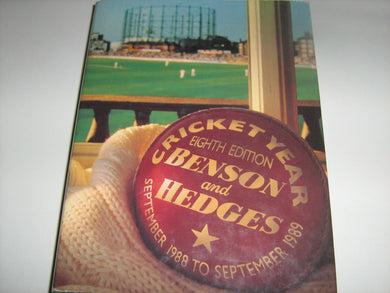 CRICKET YEAR
EIGHTH EDITION
BENSON
and
HEDGES
SEPTEMBER 1988 TO SEPTEMBER 1989